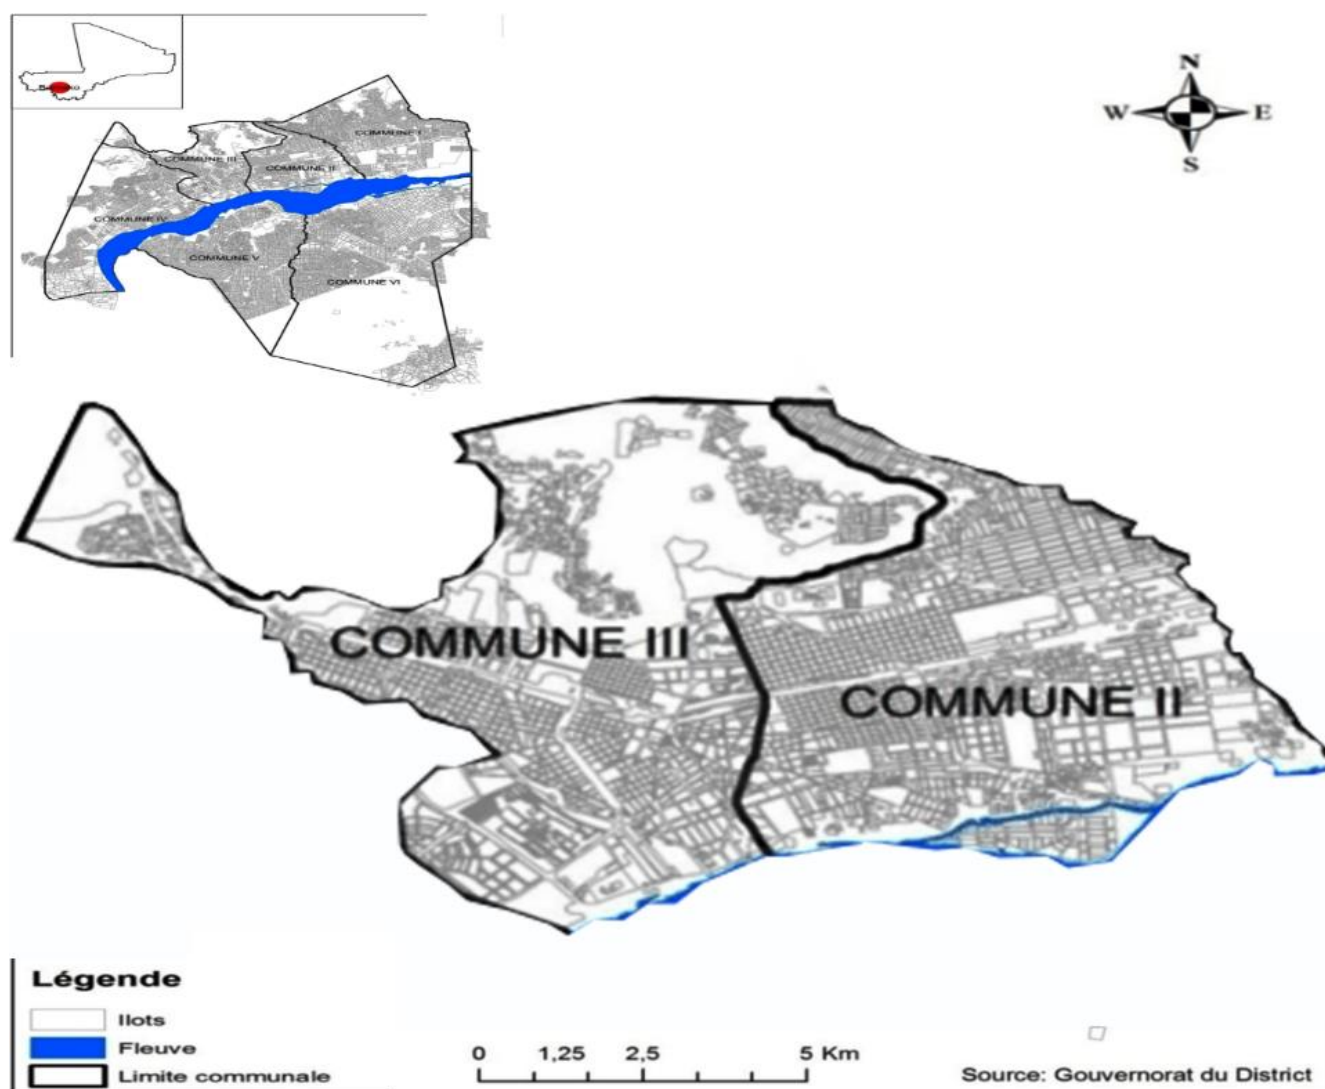 Bamako
N
W E
S
COMMUNE I
COMMUNE III
COMMUNE II
COMMUNE IV
COMMUNE V
COMMUNE VI
COMMUNE III
COMMUNE II
Légende
Ilots
Fleuve
Limite communale
0 1,25 2,5 5 Km
Source: Gouvernorat du District